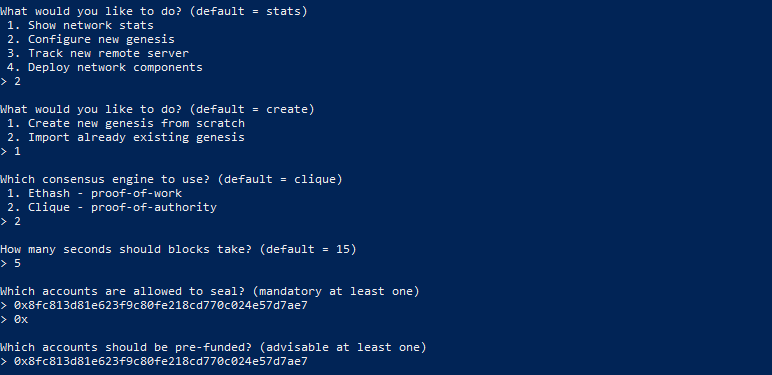 What would you like to do? (default = stats)
1. Show network stats
2. Configure new genesis
3. Track new remote server
4. Deploy network components
> 2
What would you like to do? (default = create)
1. Create new genesis from scratch
2. Import already existing genesis
> 1
Which consensus engine to use? (default = clique)
1. Ethash - proof-of-work
2. Clique - proof-of-authority
> 2
How many seconds should blocks take? (default = 15)
> 5
Which accounts are allowed to seal? (mandatory at least one)
> 0x8fc813d81e623f9c80fe218cd770c024e57d7ae7
> 0x
Which accounts should be pre-funded? (advisable at least one)
> 0x8fc813d81e623f9c80fe218cd770c024e57d7ae7